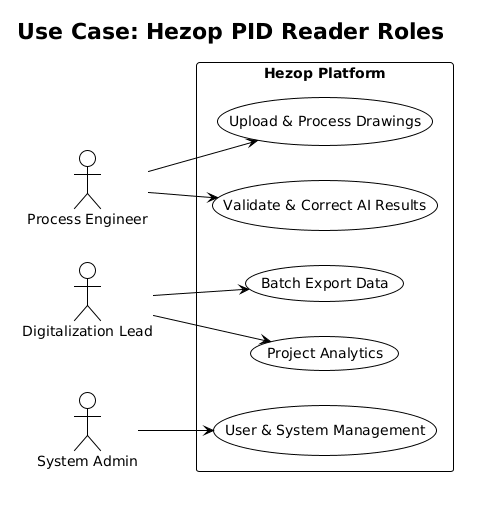 Use Case: Hezop PID Reader Roles
Hezop Platform
Upload & Process Drawings
Process Engineer
Validate & Correct AI Results
Batch Export Data
Digitalization Lead
Project Analytics
User & System Management
System Admin